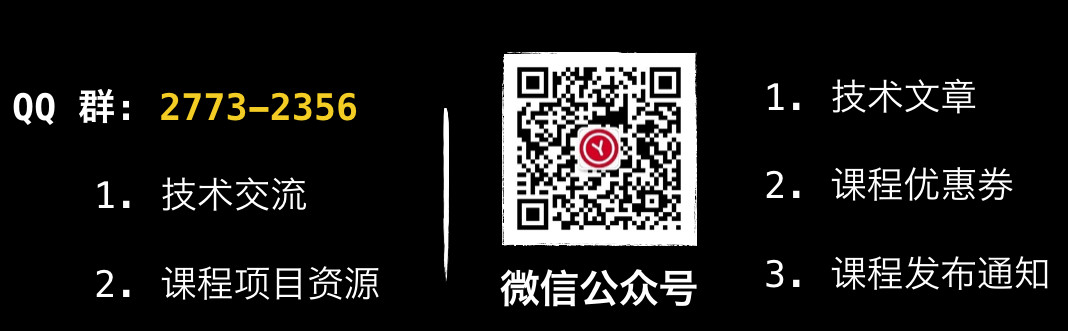 QQ 群: 2773-2356
1. 技术交流
2. 课程项目资源
微信公众号
1. 技术文章
2. 课程优惠券
3. 课程发布通知